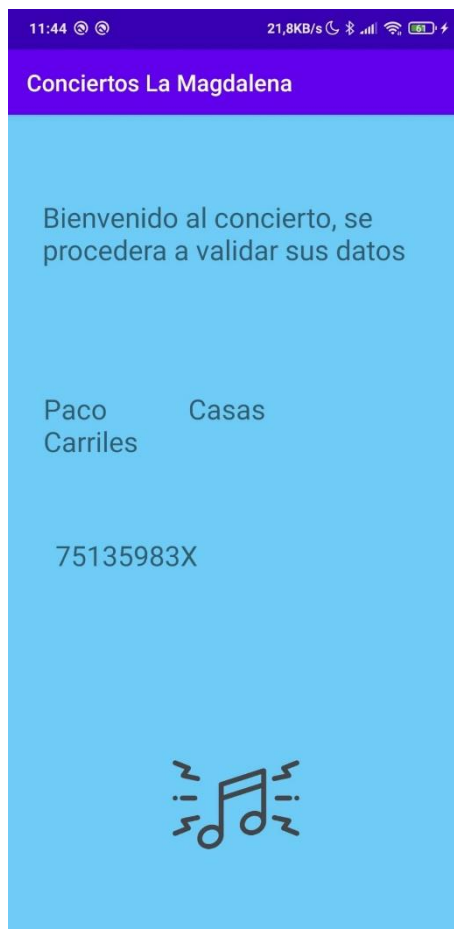 11:44 21,8KB/s 61
Conciertos La Magdalena
Bienvenido al concierto, se
procedera a validar sus datos
Paco Casas
Carriles
75135983X